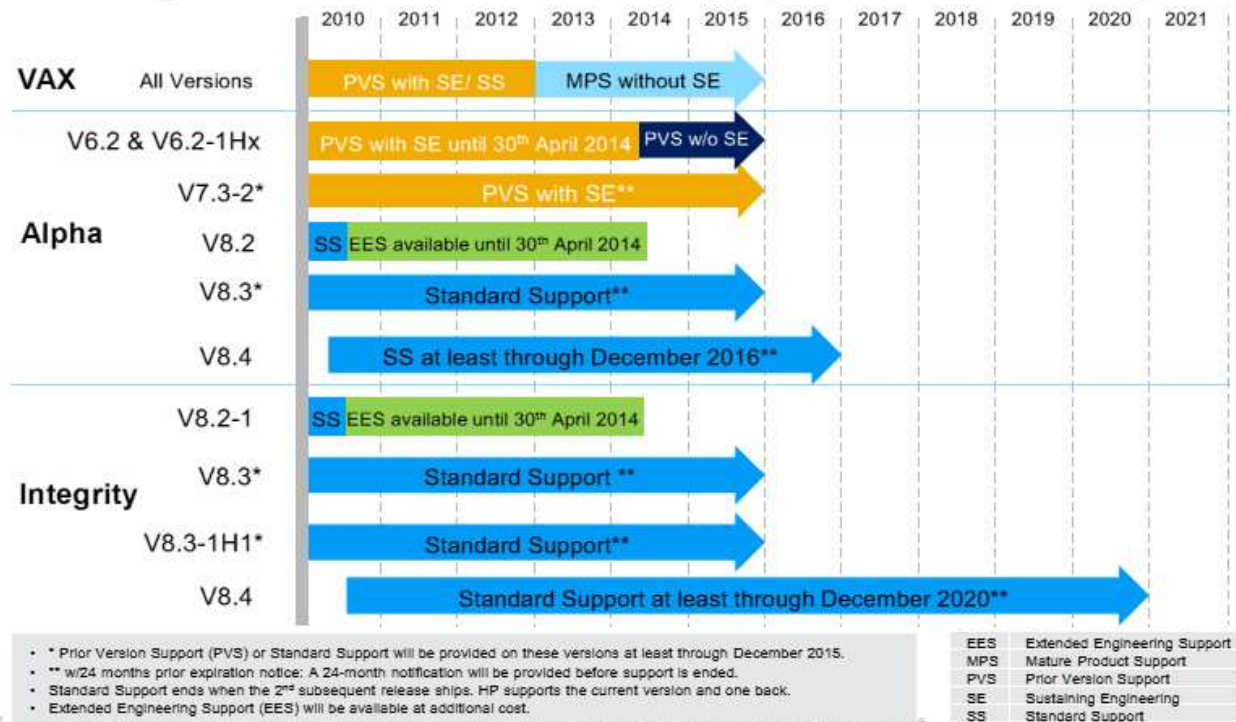 2010 2011 2012 2013 2014 2015 2016 2017 2018 2019 2020 2021
VAX All Versions PVS with SE/ SS MPS without SE
V6.2 & V6.2-1Hx PVS with SE until 30th April 2014 PVS w/o SE
V7.3-2* PVS with SE**
Alpha
V8.2 SS EES available until 30th April 2014
V8.3* Standard Support**
V8.4 SS at least through December 2016**
V8.2-1 SS EES available until 30th April 2014
V8.3* Standard Support **
Integrity
V8.3-1H1* Standard Support**
V8.4 Standard Support at least through December 2020**
• * Prior Version Support (PVS) or Standard Support will be provided on these versions at least through December 2015.
• ** w/24 months prior expiration notice: A 24-month notification will be provided before support is ended.
• Standard Support ends when the 2nd subsequent release ships. HP supports the current version and one back.
• Extended Engineering Support (EES) will be available at additional cost.
EES Extended Engineering Support
MPS Mature Product Support
PVS Prior Version Support
SE Sustaining Engineering
SS Standard Support